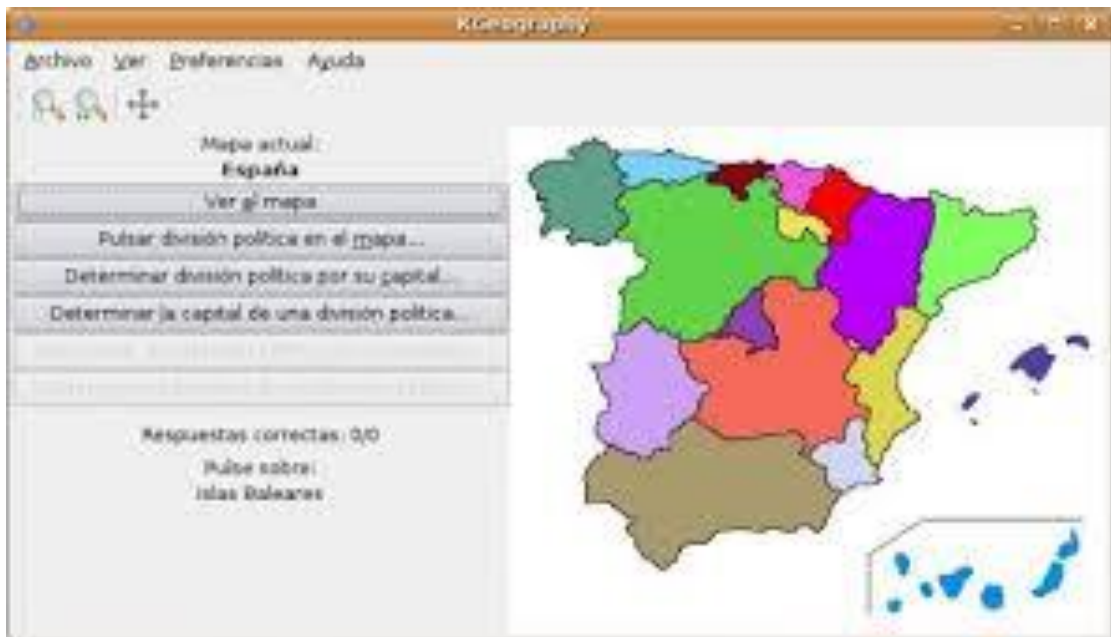 KGeography
Archivo Ver Preferencias Ayuda
Mapa actual:
España
Ver el mapa
Pulsar división política en el mapa...
Determinar división política por su capital...
Determinar la capital de una división política...
Respuestas correctas: 0/0
Pulse sobre:
Islas Baleares